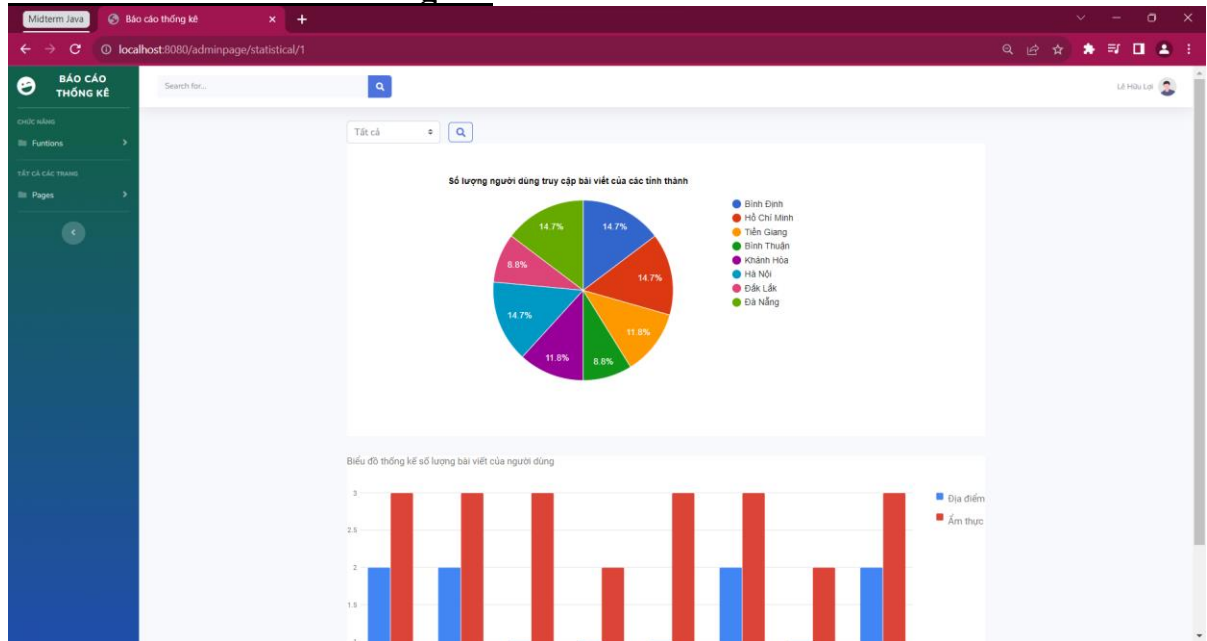 Midterm Java
Báo cáo thống kê
localhost:8080/adminpage/statistical/1
BÁO CÁO
THỐNG KÊ
Search for...
Lê Hữu Lợi
CHỨC NĂNG
Funtions
TẤT CẢ CÁC TRANG
Pages
Tất cả
Số lượng người dùng truy cập bài viết của các tỉnh thành
14.7%
14.7%
8.8%
14.7%
14.7%
11.8%
11.8%
8.8%
Bình Định
Hồ Chí Minh
Tiền Giang
Bình Thuận
Khánh Hòa
Hà Nội
Đắk Lắk
Đà Nẵng
Biểu đồ thống kế số lượng bài viết của người dùng
3
2.5
2
1.5
Địa điểm
Ẩm thực